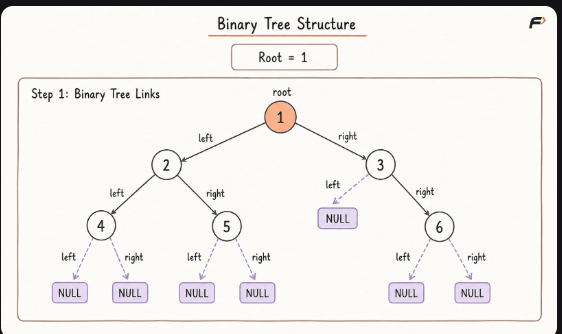 Binary Tree Structure
Root = 1
Step 1: Binary Tree Links
root
1
left
right
2
3
left
right
left
right
4
5
NULL
6
left
right
left
right
left
right
NULL
NULL
NULL
NULL
NULL
NULL